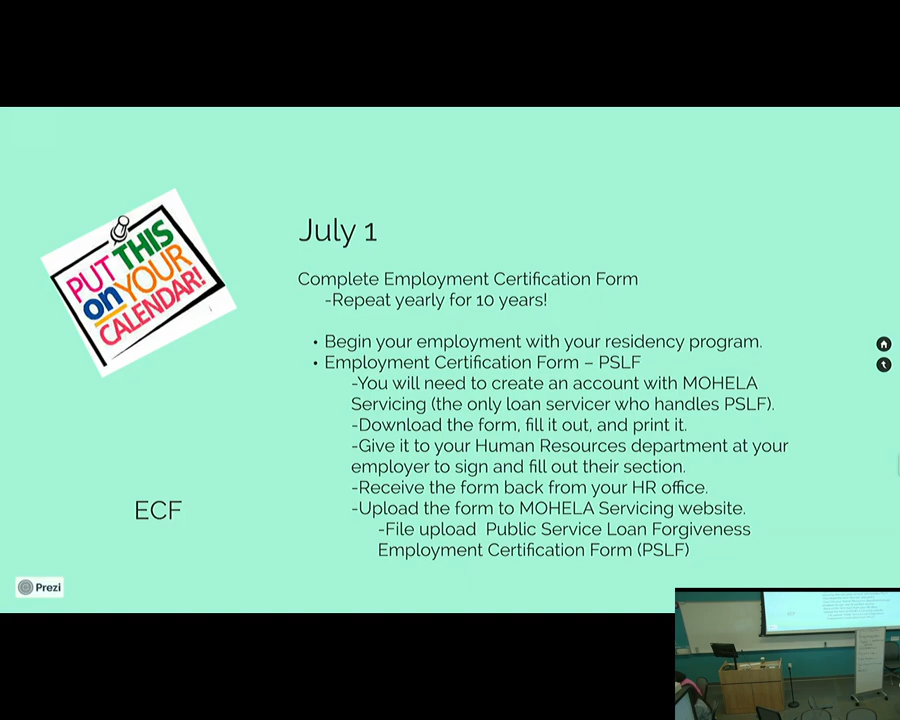 July 1
PUT THIS
on YOUR
CALENDAR!
Complete Employment Certification Form
-Repeat yearly for 10 years!
• Begin your employment with your residency program.
• Employment Certification Form – PSLF
-You will need to create an account with MOHELA
Servicing (the only loan servicer who handles PSLF).
-Download the form, fill it out, and print it.
-Give it to your Human Resources department at your
employer to sign and fill out their section.
-Receive the form back from your HR office.
-Upload the form to MOHELA Servicing website.
-File upload Public Service Loan Forgiveness
Employment Certification Form (PSLF)
ECF
Prezi